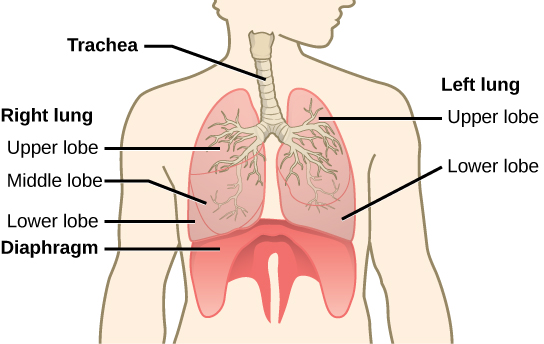 Trachea
Left lung
Upper lobe
Right lung
Upper lobe
Lower lobe
Middle lobe
Lower lobe
Diaphragm